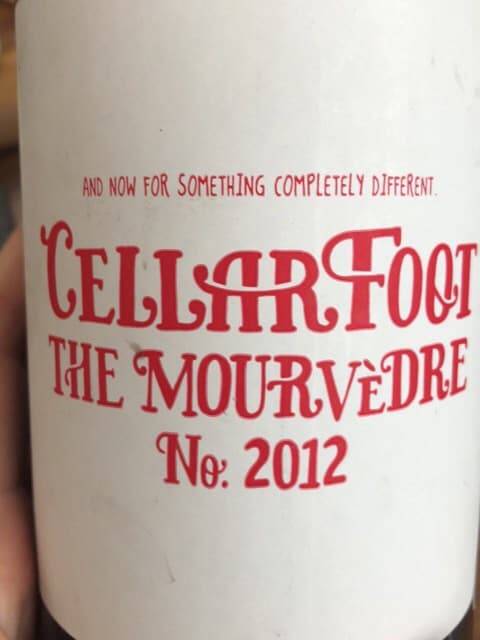 AND NOW FOR SOMETHING COMPLETELY DIFFERENT.
CELLARFOOT
THE MOURVÈDRE
No. 2012